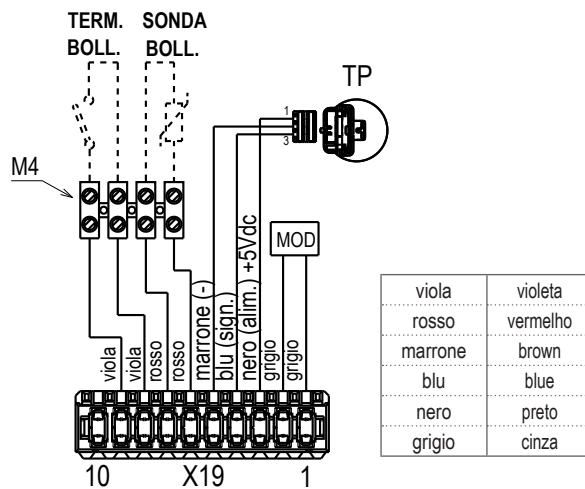 TERM. SONDA
BOLL. BOLL.
TP
1
3
M4
MOD
viola
viola
rosso
rosso
marrone (-)
blu (sign.)
nero (alim.) +5Vdc
grigio
grigio
10 X19 1
viola violeta
rosso vermelho
marrone brown
blu blue
nero preto
grigio cinza